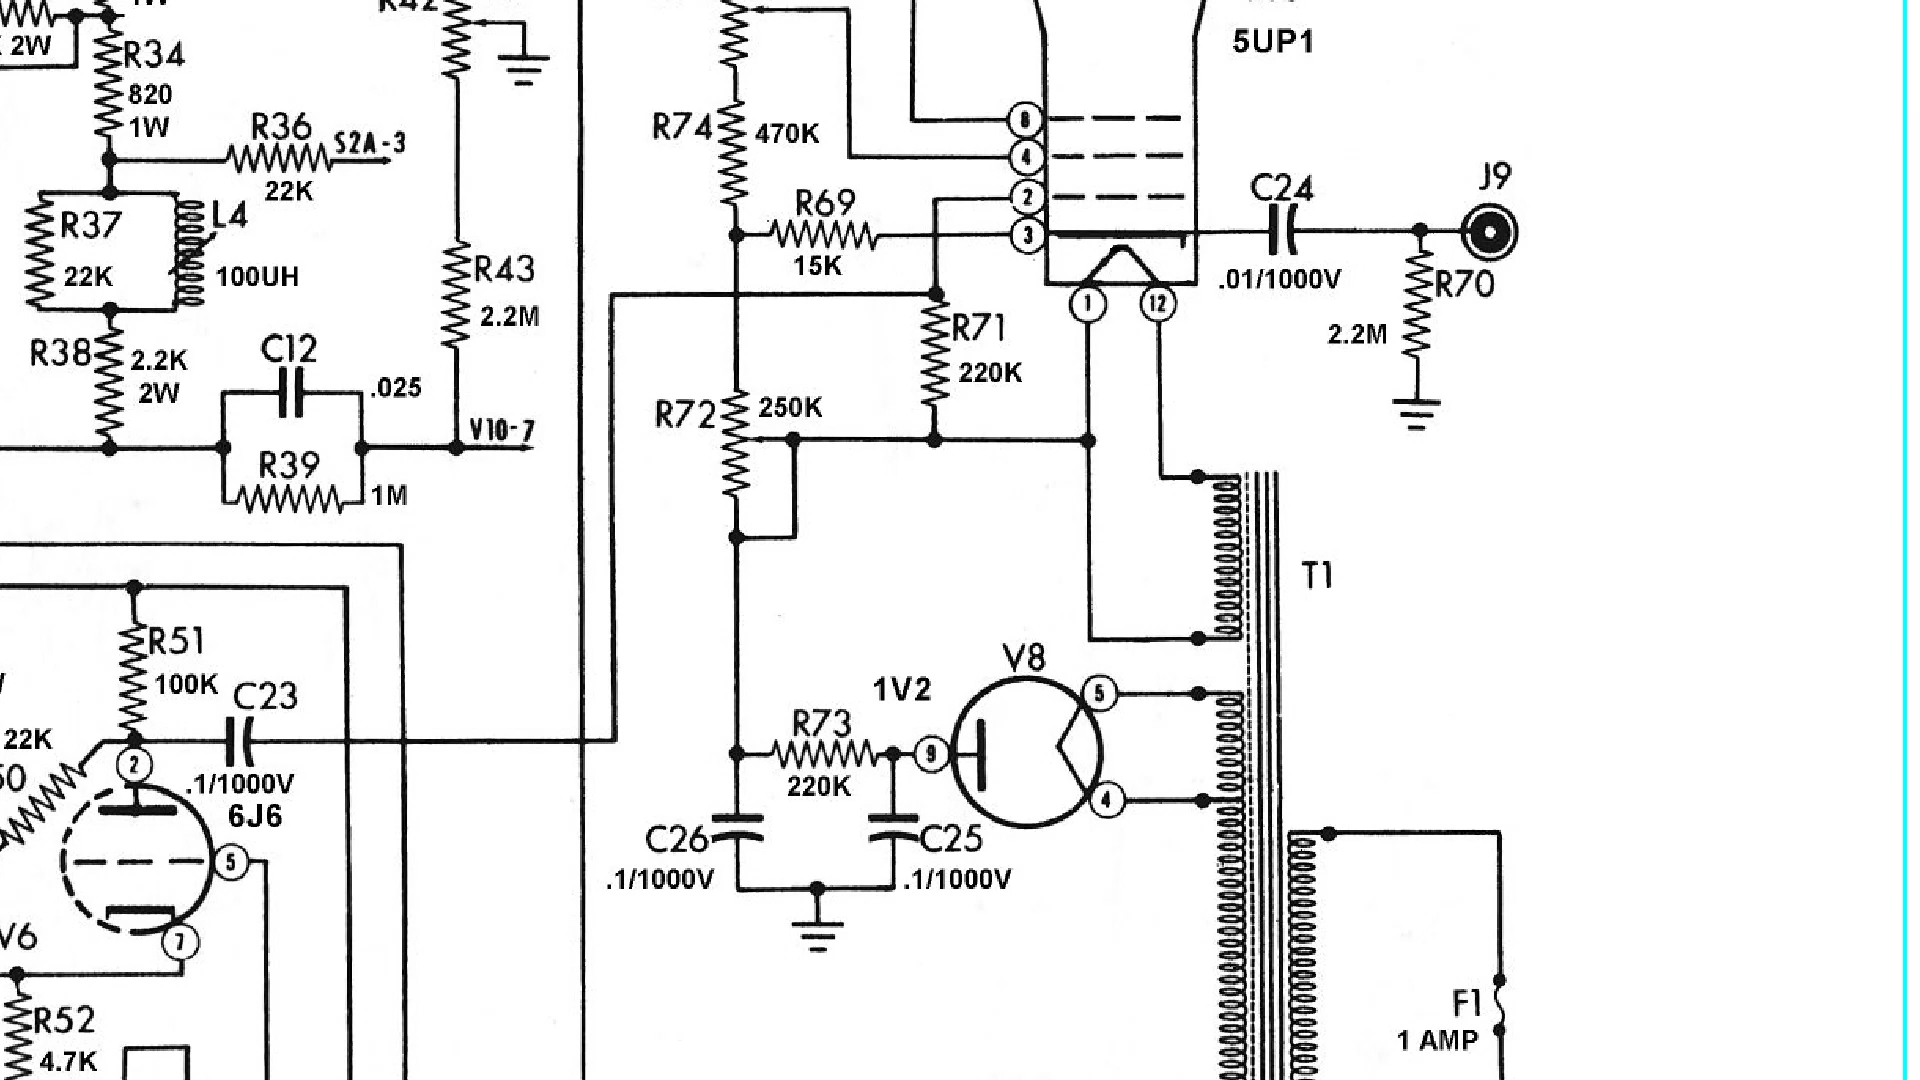 2W
R34
820
1W
R36
S2A-3
22K
R37
22K
L4
100UH
R38
2.2K
2W
C12
.025
R39
1M
R43
2.2M
V10-7
R74
470K
R69
15K
8
4
2
3
5UP1
1
12
C24
.01/1000V
J9
R70
2.2M
R71
220K
R72
250K
T1
R51
100K
C23
22K
2
.1/1000V
6J6
5
7
V6
R52
4.7K
V8
1V2
5
9
4
R73
220K
C26
.1/1000V
C25
.1/1000V
F1
1 AMP